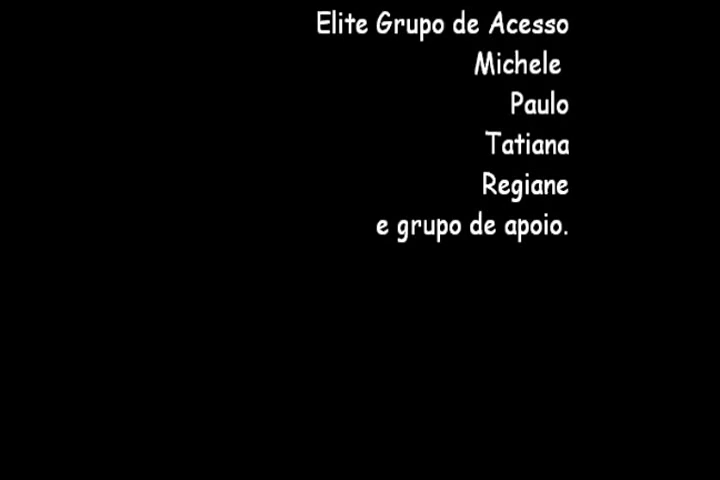 Elite Grupo de Acesso
Michele
Paulo
Tatiana
Regiane
e grupo de apoio.